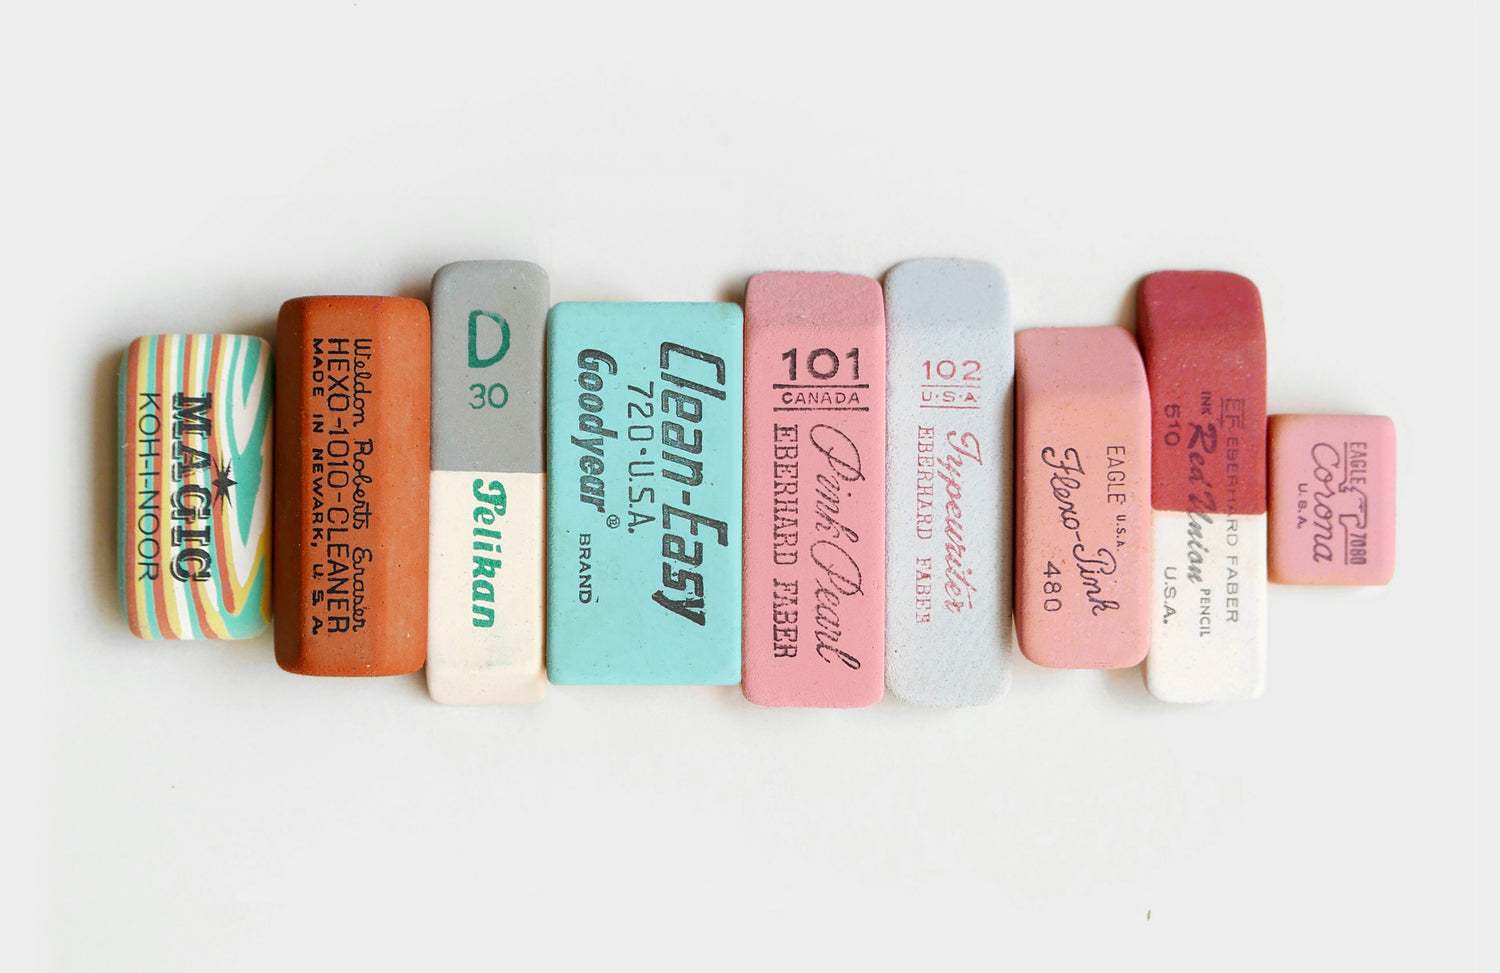 MAGIC
KOH-I-NOOR
Weldon Roberts Eraser
HEXO-1010-CLEANER
MADE IN NEWARK, U.S.A.
D
30
Pelikan
Clean-Easy
720-U.S.A.
Goodyear®
BRAND
101
CANADA
Pink Pearl
EBERHARD FABER
102
U·S·A
Typewriter
EBERHARD FABER
EAGLE U.S.A.
Flexo-Pink
480
EF EBERHARD FABER
INK Red Union PENCIL
510 U.S.A.
EAGLE 7080
Corona
U.S.A.